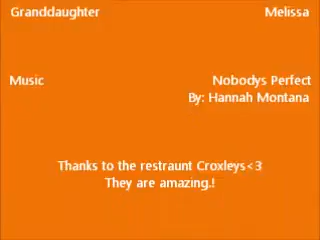 Granddaughter Melissa
Music Nobodys Perfect
By: Hannah Montana
Thanks to the restraunt Croxleys<3
They are amazing.!